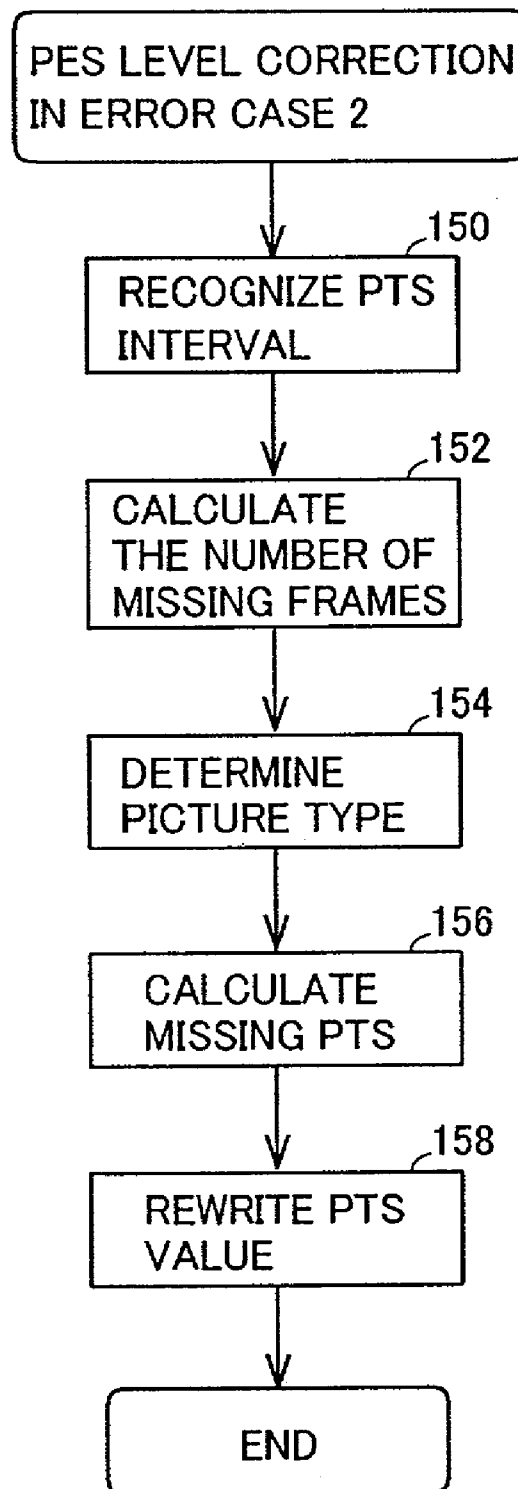 PES LEVEL CORRECTION
IN ERROR CASE 2
150
RECOGNIZE PTS
INTERVAL
152
CALCULATE
THE NUMBER OF
MISSING FRAMES
154
DETERMINE
PICTURE TYPE
156
CALCULATE
MISSING PTS
158
REWRITE PTS
VALUE
END